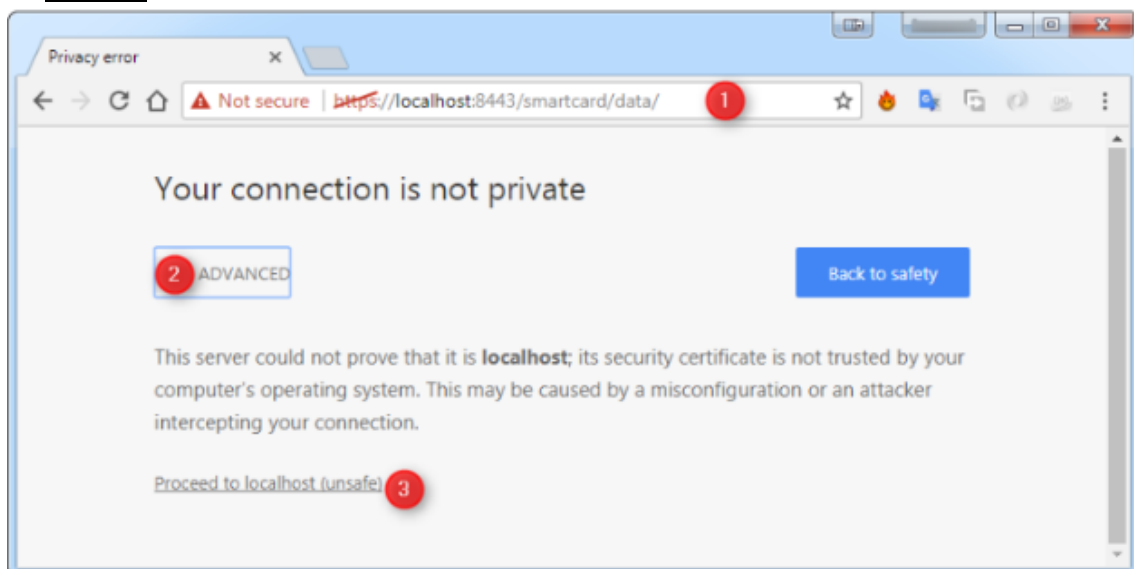 Privacy error
Not secure | https://localhost:8443/smartcard/data/ 1
Your connection is not private
2 ADVANCED
Back to safety
This server could not prove that it is localhost; its security certificate is not trusted by your
computer's operating system. This may be caused by a misconfiguration or an attacker
intercepting your connection.
Proceed to localhost (unsafe) 3